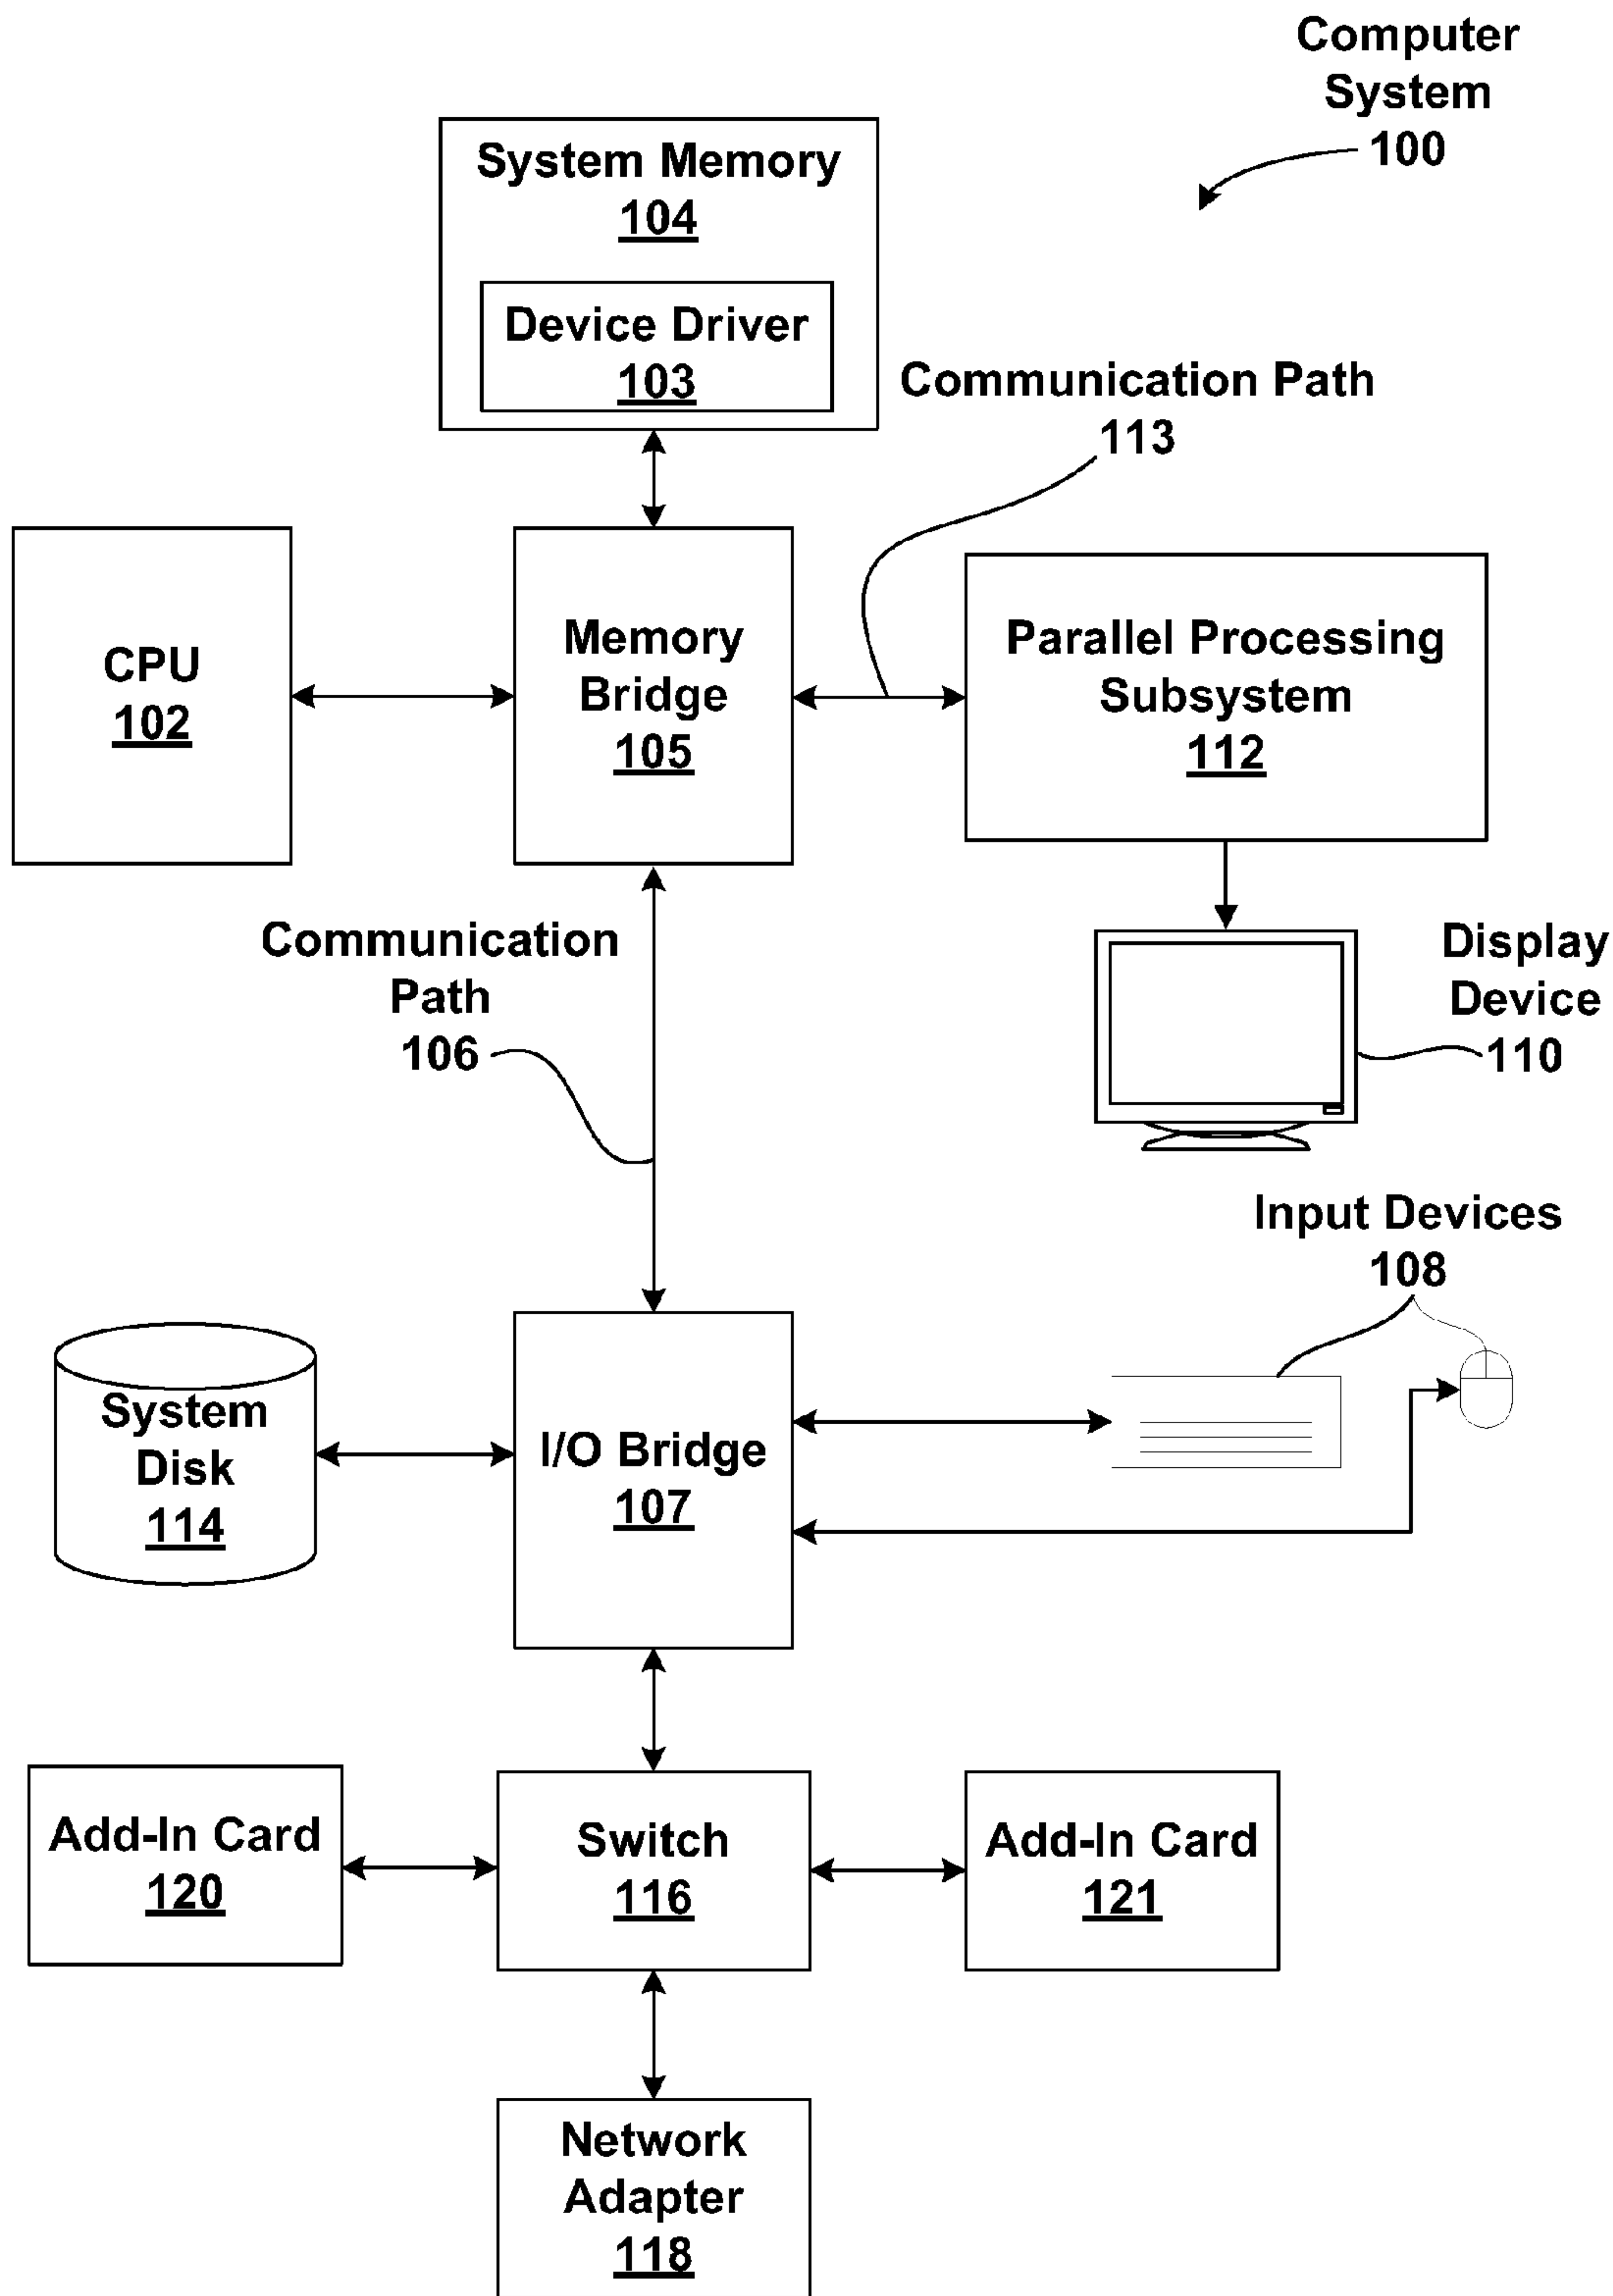 Computer
System
100
System Memory
104
Device Driver
103
Communication Path
113
CPU
102
Memory
Bridge
105
Parallel Processing
Subsystem
112
Communication
Path
106
Display
Device
110
Input Devices
108
System
Disk
114
I/O Bridge
107
Add-In Card
120
Switch
116
Add-In Card
121
Network
Adapter
118